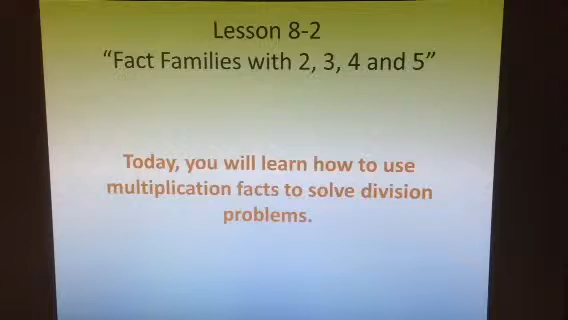 Lesson 8-2
“Fact Families with 2, 3, 4 and 5”
Today, you will learn how to use
multiplication facts to solve division
problems.